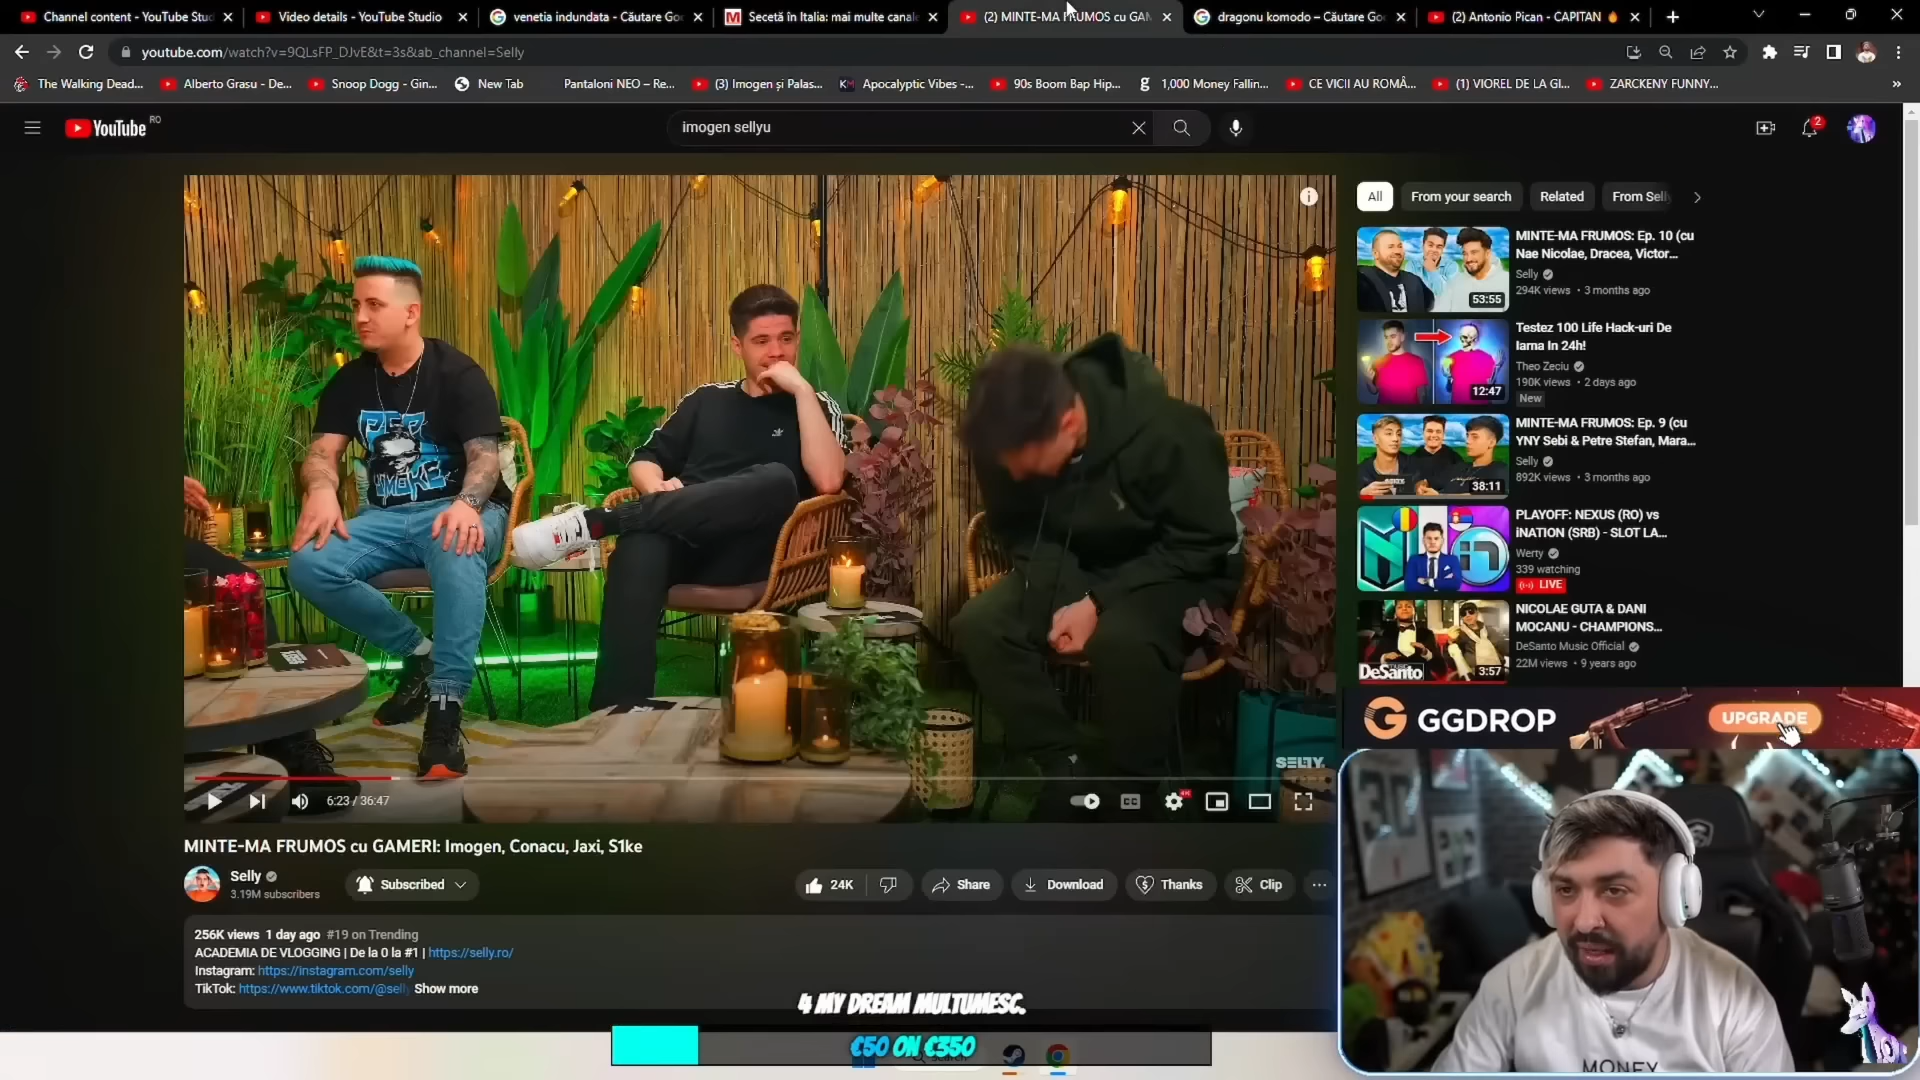 Channel content - YouTube Stud
Video details - YouTube Studio
venetia indundata - Căutare Go
Secetă în Italia: mai multe canale
(2) MINTE-MA FRUMOS cu GAN
dragonu komodo – Căutare Goo
(2) Antonio Pican - CAPITAN
youtube.com/watch?v=9QLsFP_DJvE&t=3s&ab_channel=Selly
The Walking Dead...
Alberto Grasu - De...
Snoop Dogg - Gin...
New Tab
Pantaloni NEO – Re...
(3) Imogen și Palas...
Apocalyptic Vibes -...
90s Boom Bap Hip...
1,000 Money Fallin...
CE VICII AU ROMÂ...
(1) VIOREL DE LA GI...
ZARCKENY FUNNY...
YouTube RO
imogen sellyu
2
All
From your search
Related
From Selly
MINTE-MA FRUMOS: Ep. 10 (cu
Nae Nicolae, Dracea, Victor...
Selly
294K views • 3 months ago
53:55
Testez 100 Life Hack-uri De
Iarna In 24h!
Theo Zeciu
190K views • 2 days ago
New
12:47
MINTE-MA FRUMOS: Ep. 9 (cu
YNY Sebi & Petre Stefan, Mara...
Selly
892K views • 3 months ago
38:11
PLAYOFF: NEXUS (RO) vs
iNATION (SRB) - SLOT LA...
Werty
339 watching
LIVE
NICOLAE GUTA & DANI
MOCANU - CHAMPIONS...
DeSanto Music Official
22M views • 9 years ago
DeSanto
3:57
GGDROP
UPGRADE
SELLY.
6:23 / 36:47
MINTE-MA FRUMOS cu GAMERI: Imogen, Conacu, Jaxi, S1ke
Selly
3.19M subscribers
Subscribed
24K
Share
Download
Thanks
Clip
256K views 1 day ago #19 on Trending
ACADEMIA DE VLOGGING | De la 0 la #1 | https://selly.ro/
Instagram: https://instagram.com/selly
TikTok: https://www.tiktok.com/@selly Show more
4 MY DREAM MULTUMESC.
€50 ON €350
MONEY